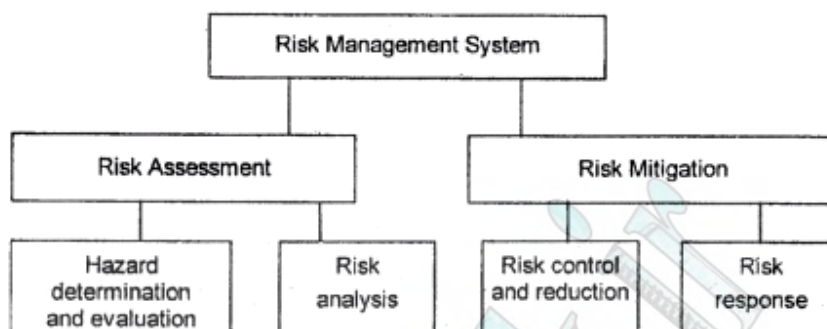 Risk Management System
Risk Assessment
Risk Mitigation
Hazard
determination
and evaluation
Risk
analysis
Risk control
and reduction
Risk
response